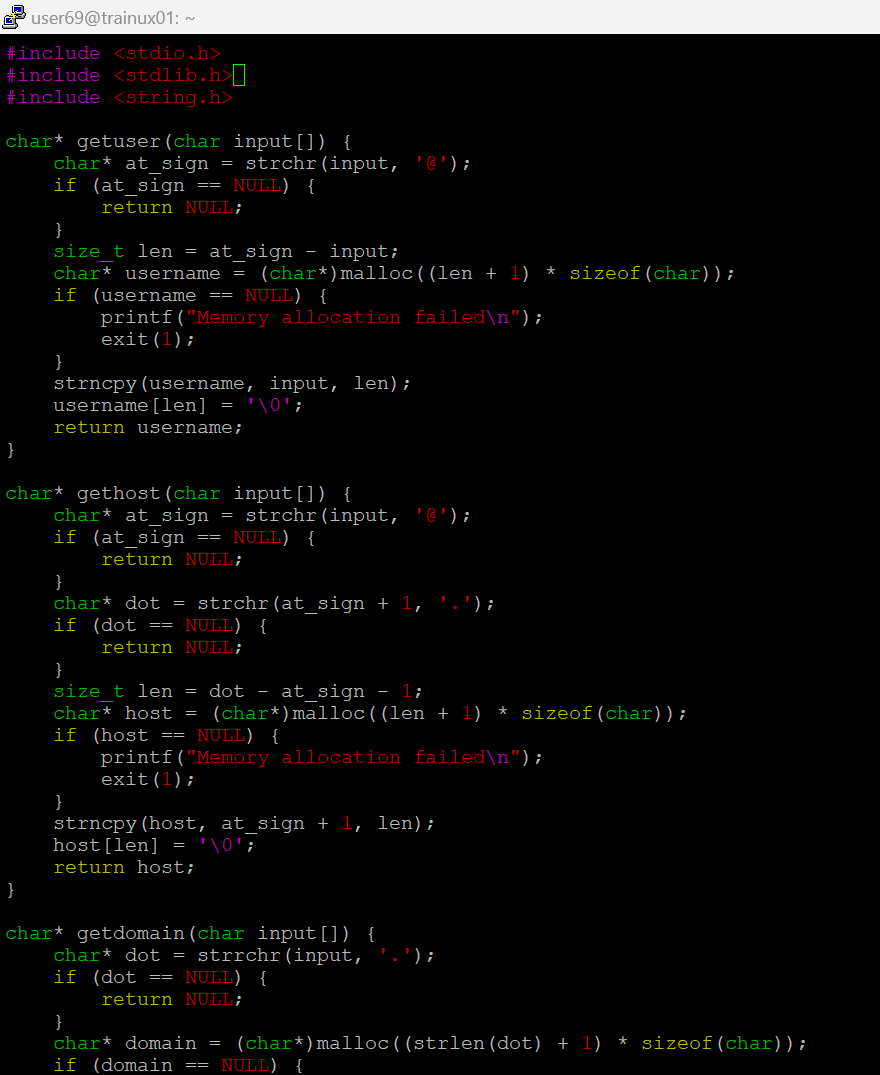 user69@trainux01: ~
#include <stdio.h>
#include <stdlib.h>
#include <string.h>

char* getuser(char input[]) {
    char* at_sign = strchr(input, '@');
    if (at_sign == NULL) {
        return NULL;
    }
    size_t len = at_sign - input;
    char* username = (char*)malloc((len + 1) * sizeof(char));
    if (username == NULL) {
        printf("Memory allocation failed\n");
        exit(1);
    }
    strncpy(username, input, len);
    username[len] = '\0';
    return username;
}

char* gethost(char input[]) {
    char* at_sign = strchr(input, '@');
    if (at_sign == NULL) {
        return NULL;
    }
    char* dot = strchr(at_sign + 1, '.');
    if (dot == NULL) {
        return NULL;
    }
    size_t len = dot - at_sign - 1;
    char* host = (char*)malloc((len + 1) * sizeof(char));
    if (host == NULL) {
        printf("Memory allocation failed\n");
        exit(1);
    }
    strncpy(host, at_sign + 1, len);
    host[len] = '\0';
    return host;
}

char* getdomain(char input[]) {
    char* dot = strrchr(input, '.');
    if (dot == NULL) {
        return NULL;
    }
    char* domain = (char*)malloc((strlen(dot) + 1) * sizeof(char));
    if (domain == NULL) {